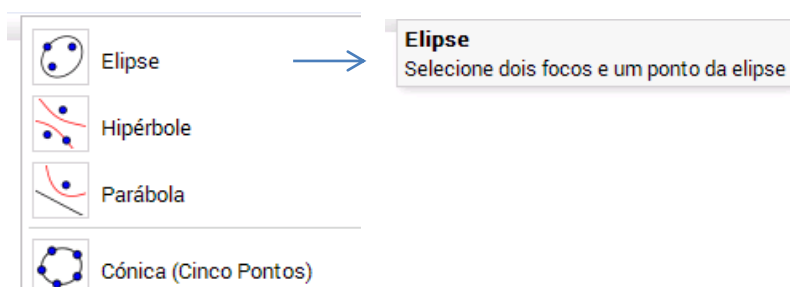 Elipse
Hipérbole
Parábola
Cónica (Cinco Pontos)
Elipse
Selecione dois focos e um ponto da elipse